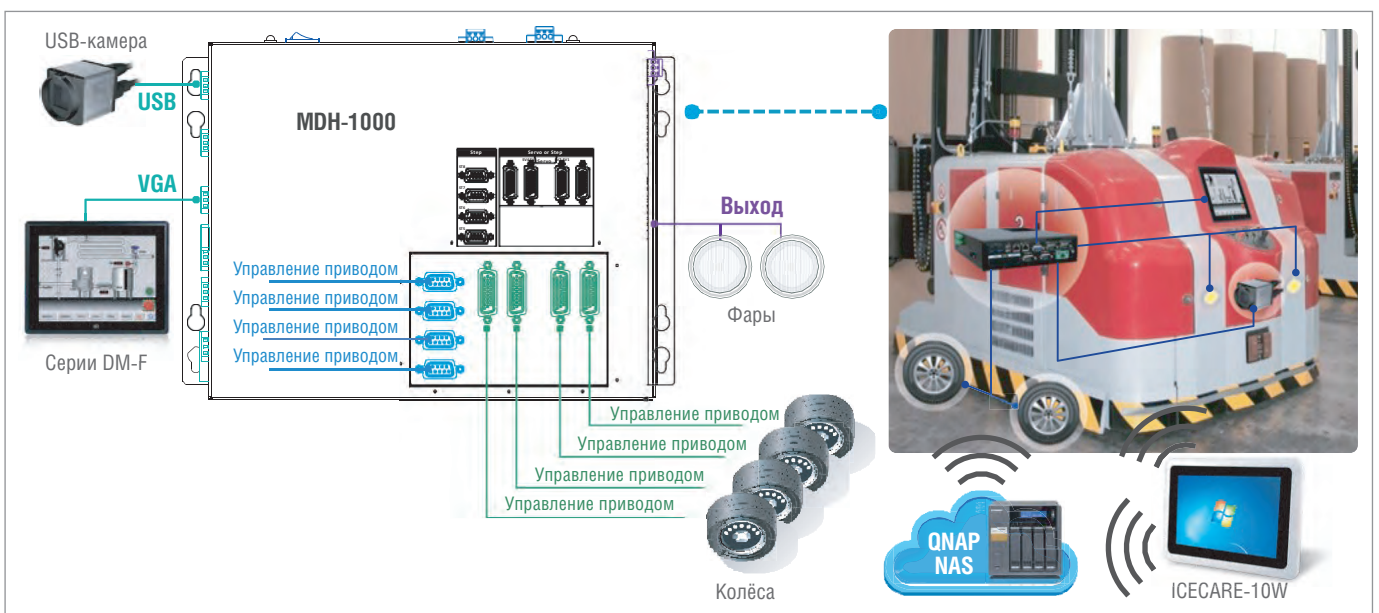 USB-камера
USB
MDH-1000
VGA
Step
Servo or Step
Выход
Управление приводом
Управление приводом
Управление приводом
Управление приводом
Фары
Серии DM-F
Управление приводом
Управление приводом
Управление приводом
Управление приводом
Колёса
QNAP
NAS
ICECARE-10W